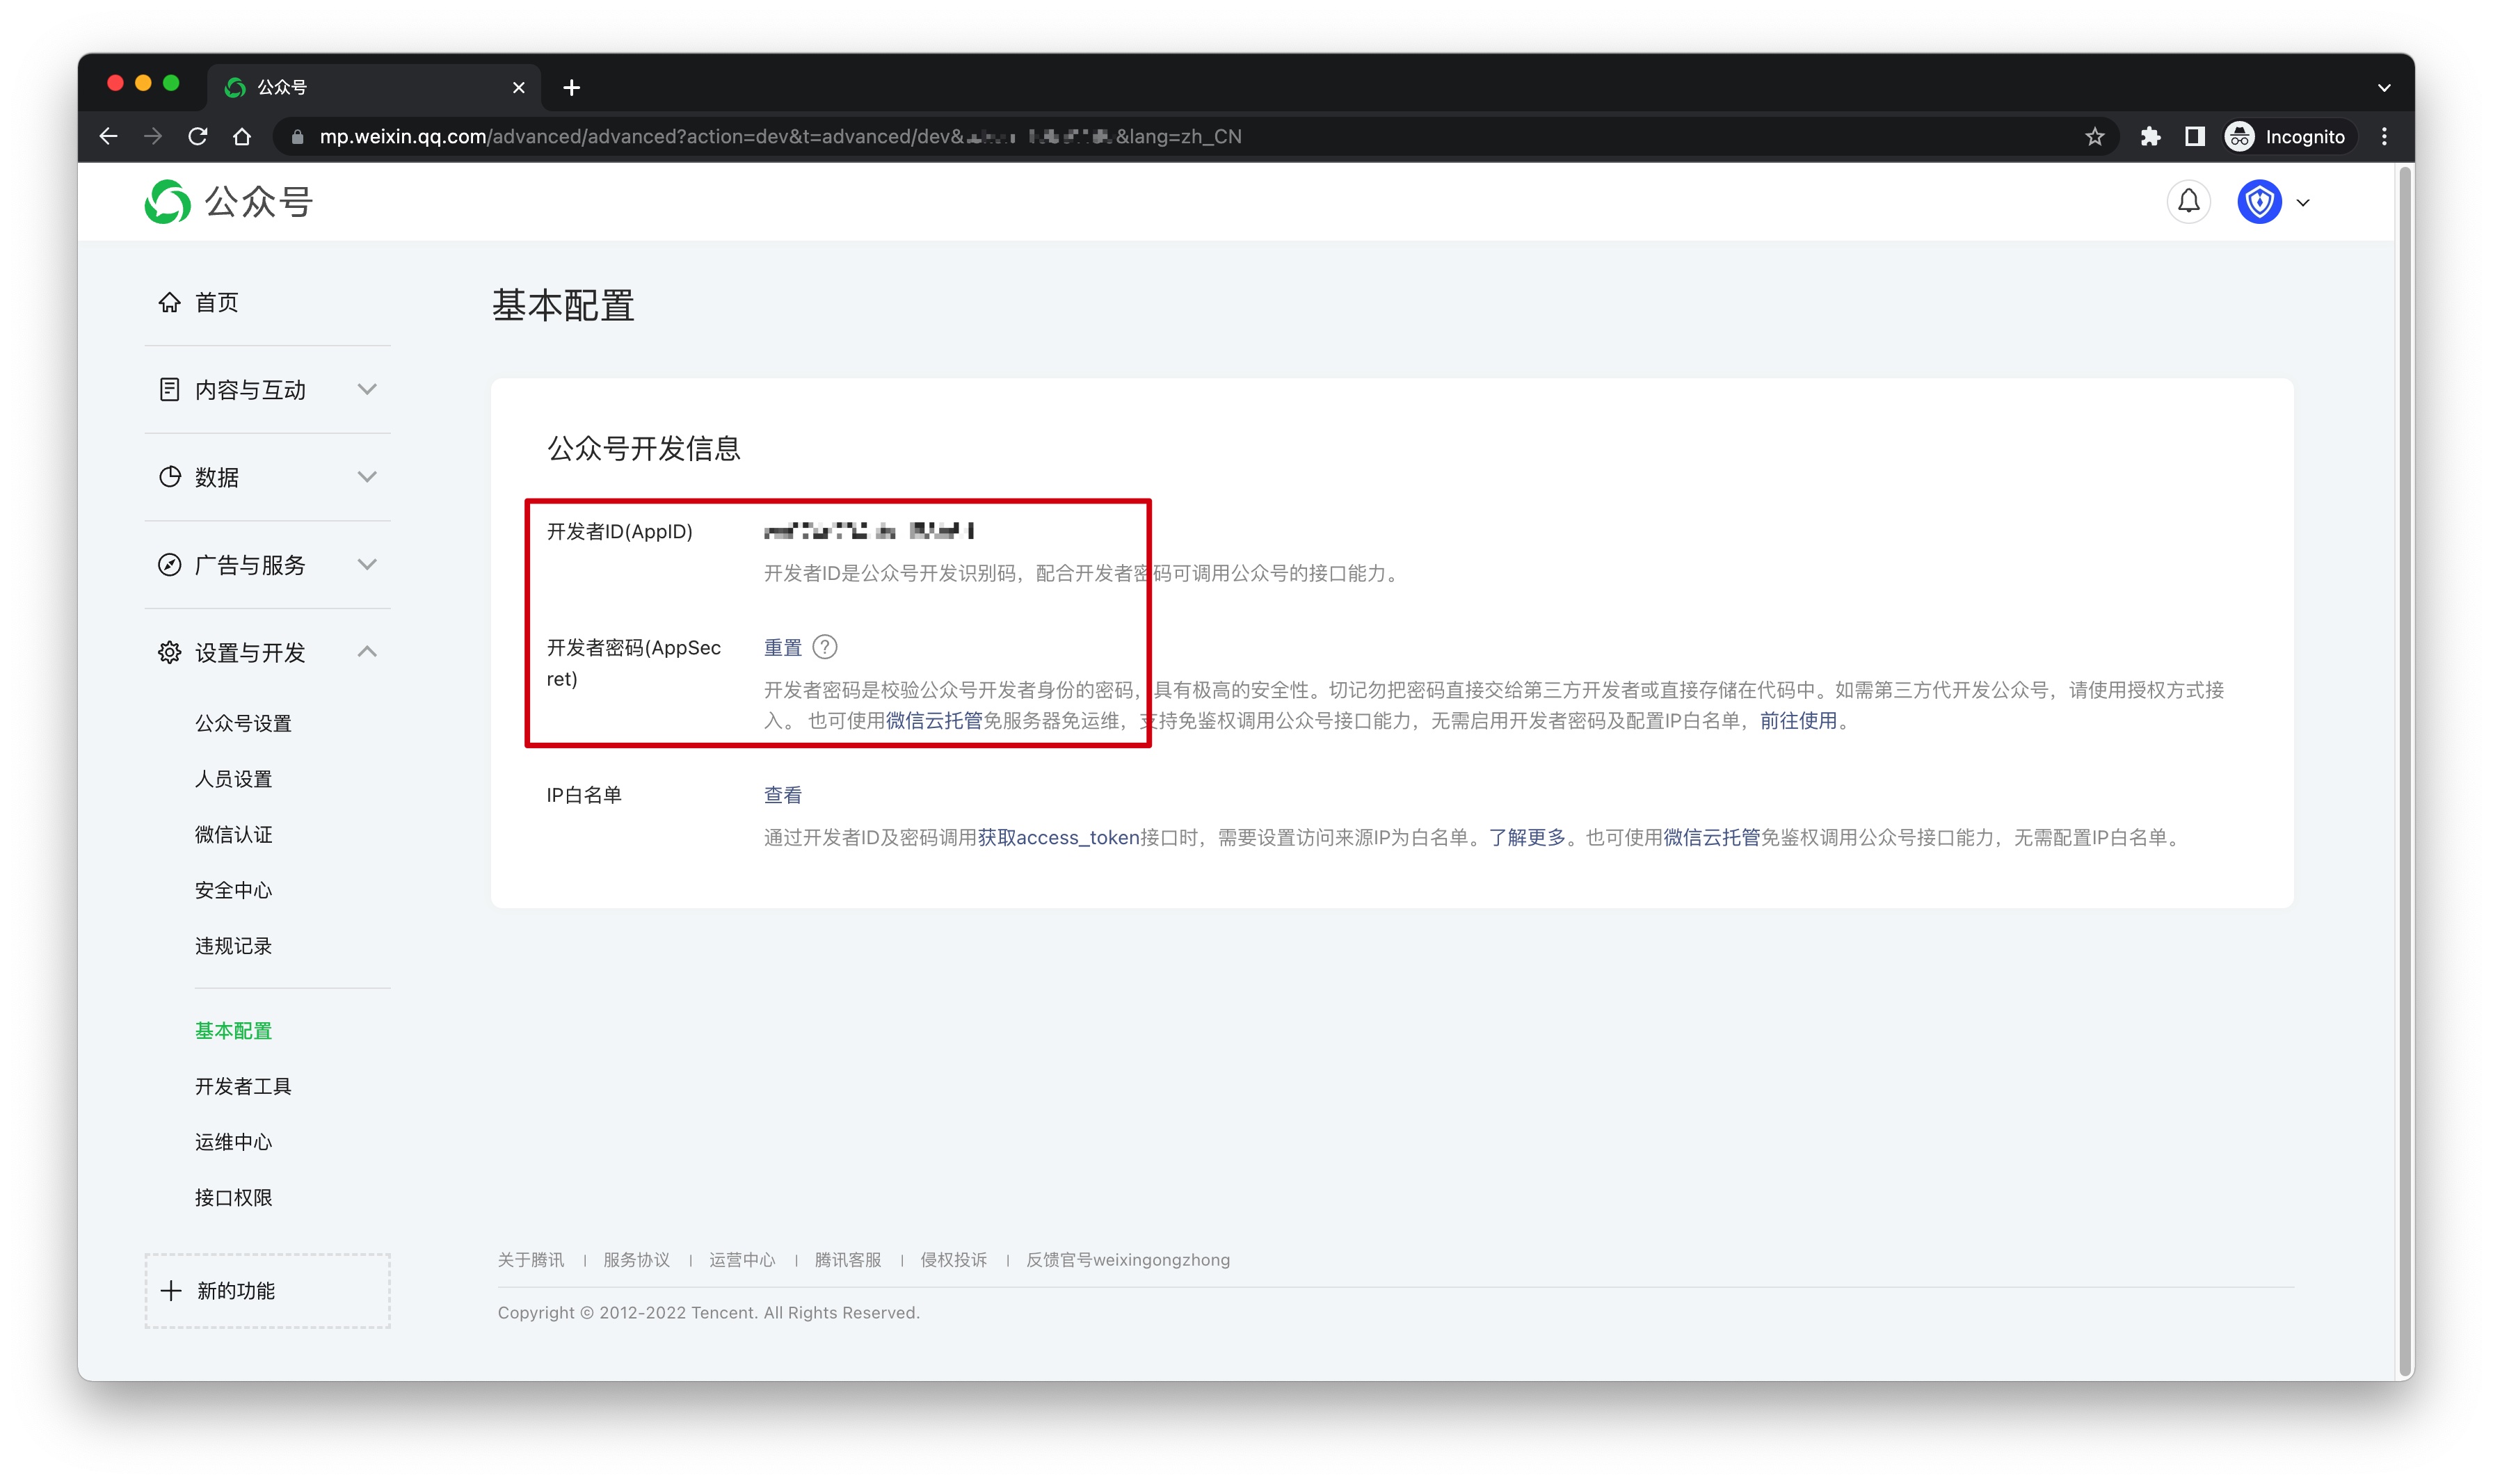 公众号
mp.weixin.qq.com/advanced/advanced?action=dev&t=advanced/dev& &lang=zh_CN
Incognito
公众号
首页
内容与互动
数据
广告与服务
设置与开发
公众号设置
人员设置
微信认证
安全中心
违规记录
基本配置
开发者工具
运维中心
接口权限
新的功能
基本配置
公众号开发信息
开发者ID(AppID)
开发者ID是公众号开发识别码，配合开发者密码可调用公众号的接口能力。
开发者密码(AppSec
ret)
重置 ?
开发者密码是校验公众号开发者身份的密码，具有极高的安全性。切记勿把密码直接交给第三方开发者或直接存储在代码中。如需第三方代开发公众号，请使用授权方式接
入。 也可使用微信云托管免服务器免运维，支持免鉴权调用公众号接口能力，无需启用开发者密码及配置IP白名单，前往使用。
IP白名单
查看
通过开发者ID及密码调用获取access_token接口时，需要设置访问来源IP为白名单。了解更多。也可使用微信云托管免鉴权调用公众号接口能力，无需配置IP白名单。
关于腾讯 | 服务协议 | 运营中心 | 腾讯客服 | 侵权投诉 | 反馈官号weixingongzhong
Copyright © 2012-2022 Tencent. All Rights Reserved.